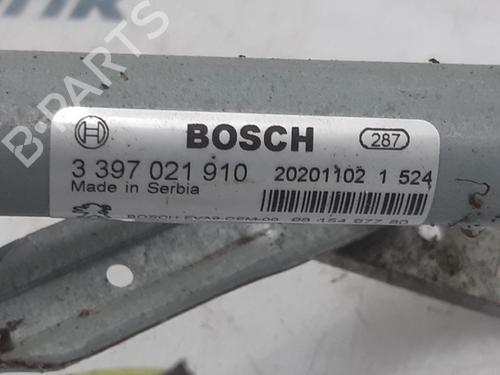 BOSCH 287
3 397 021 910 20201102 1 524
Made in Serbia
B-PARTS